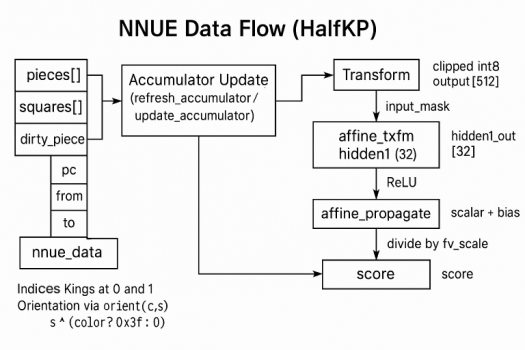 NNUE Data Flow (HalfKP)
pieces[]
squares[]
dirty_piece
pc
from
to
nnue_data
Indices Kings at 0 and 1
Orientation via orient(c,s)
s ^ (color? 0x3f : 0)
Accumulator Update
(refresh_accumulator/
update_accumulator)
Transform
clipped int8
output [512]
input_mask
affine_txfm
hidden1 (32)
hidden1_out
[32]
ReLU
affine_propagate
scalar + bias
divide by fv_scale
score
score